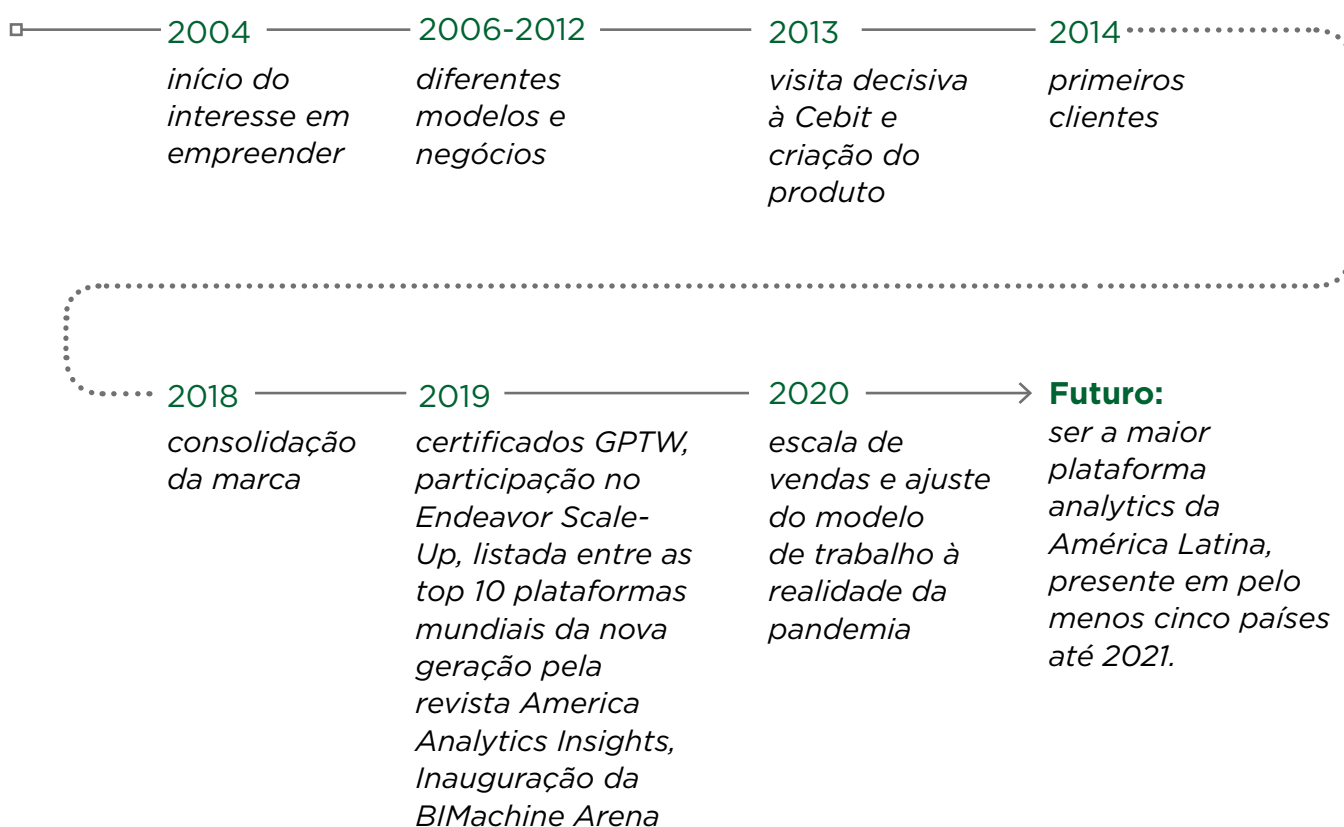 2004
início do
interesse em
empreender
2006-2012
diferentes
modelos e
negócios
2013
visita decisiva
à Cebit e
criação do
produto
2014
primeiros
clientes
2018
consolidação
da marca
2019
certificados GPTW,
participação no
Endeavor Scale-
Up, listada entre as
top 10 plataformas
mundiais da nova
geração pela
revista America
Analytics Insights,
Inauguração da
BIMachine Arena
2020
escala de
vendas e ajuste
do modelo
de trabalho à
realidade da
pandemia
Futuro:
ser a maior
plataforma
analytics da
América Latina,
presente em pelo
menos cinco países
até 2021.